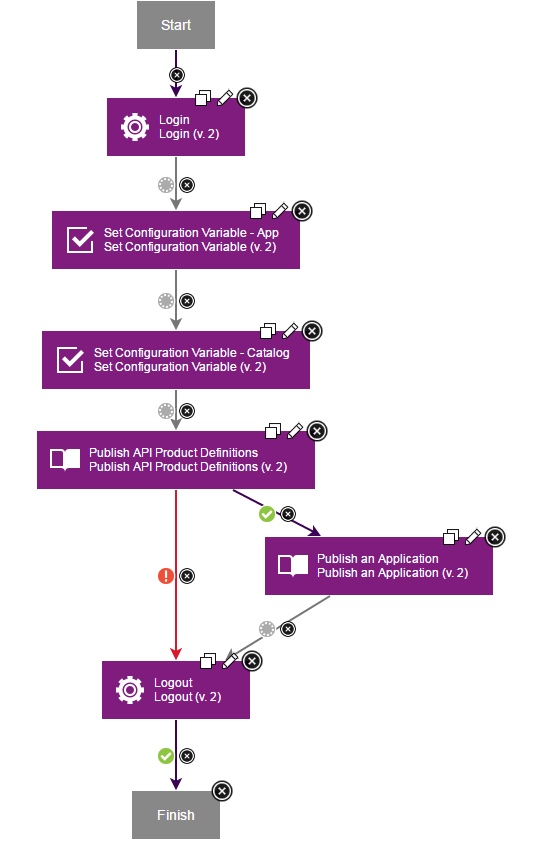 Start
Login
Login (v. 2)
Set Configuration Variable - App
Set Configuration Variable (v. 2)
Set Configuration Variable - Catalog
Set Configuration Variable (v. 2)
Publish API Product Definitions
Publish API Product Definitions (v. 2)
Publish an Application
Publish an Application (v. 2)
Logout
Logout (v. 2)
Finish